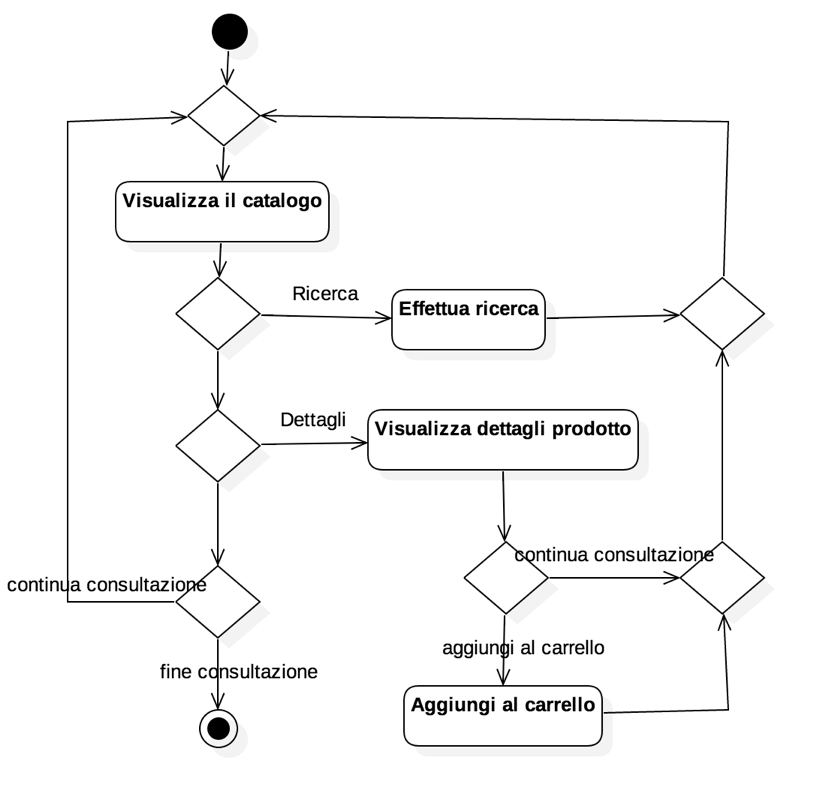 Visualizza il catalogo
Ricerca
Effettua ricerca
Dettagli
Visualizza dettagli prodotto
continua consultazione
continua consultazione
aggiungi al carrello
fine consultazione
Aggiungi al carrello